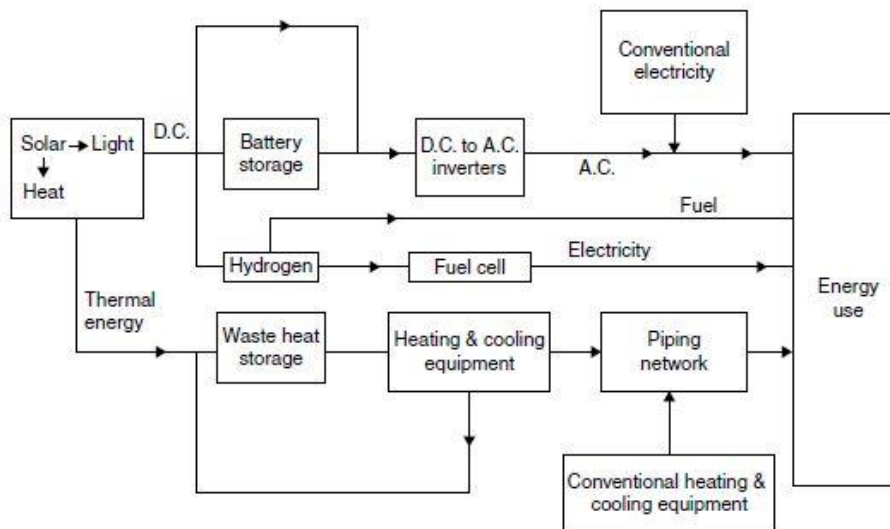 Conventional
electricity
Solar → Light
Heat
D.C.
Battery
storage
D.C. to A.C.
inverters
A.C.
Fuel
Hydrogen
Fuel cell
Electricity
Energy
use
Thermal
energy
Waste heat
storage
Heating & cooling
equipment
Piping
network
Conventional heating &
cooling equipment